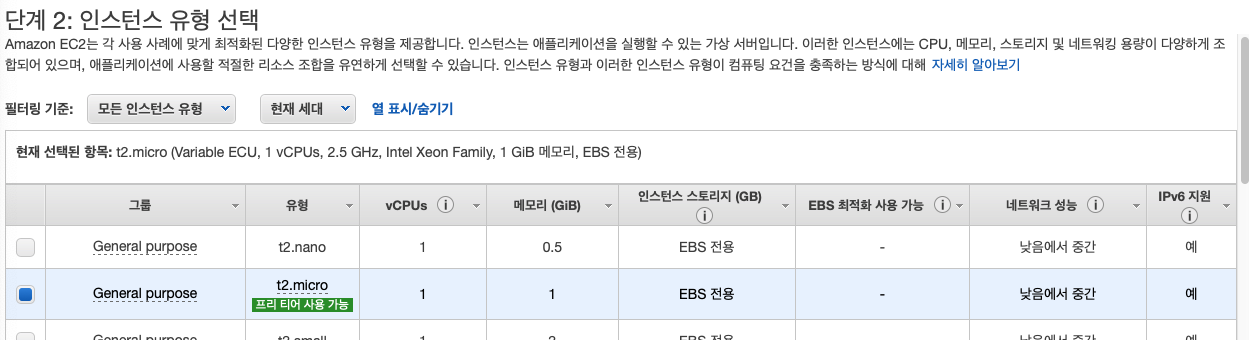 단계 2: 인스턴스 유형 선택
Amazon EC2는 각 사용 사례에 맞게 최적화된 다양한 인스턴스 유형을 제공합니다. 인스턴스는 애플리케이션을 실행할 수 있는 가상 서버입니다. 이러한 인스턴스에는 CPU, 메모리, 스토리지 및 네트워킹 용량이 다양하게 조
합되어 있으며, 애플리케이션에 사용할 적절한 리소스 조합을 유연하게 선택할 수 있습니다. 인스턴스 유형과 이러한 인스턴스 유형이 컴퓨팅 요건을 충족하는 방식에 대해 자세히 알아보기
필터링 기준: 모든 인스턴스 유형 현재 세대 열 표시/숨기기
현재 선택된 항목: t2.micro (Variable ECU, 1 vCPUs, 2.5 GHz, Intel Xeon Family, 1 GiB 메모리, EBS 전용)
그룹 유형 vCPUs 메모리 (GiB) 인스턴스 스토리지 (GB) EBS 최적화 사용 가능 네트워크 성능 IPv6 지원
General purpose t2.nano 1 0.5 EBS 전용 - 낮음에서 중간 예
General purpose t2.micro 1 1 EBS 전용 - 낮음에서 중간 예
프리 티어 사용 가능
General purpose t2.small 1 2 EBS 전용 - 낮음에서 중간 예